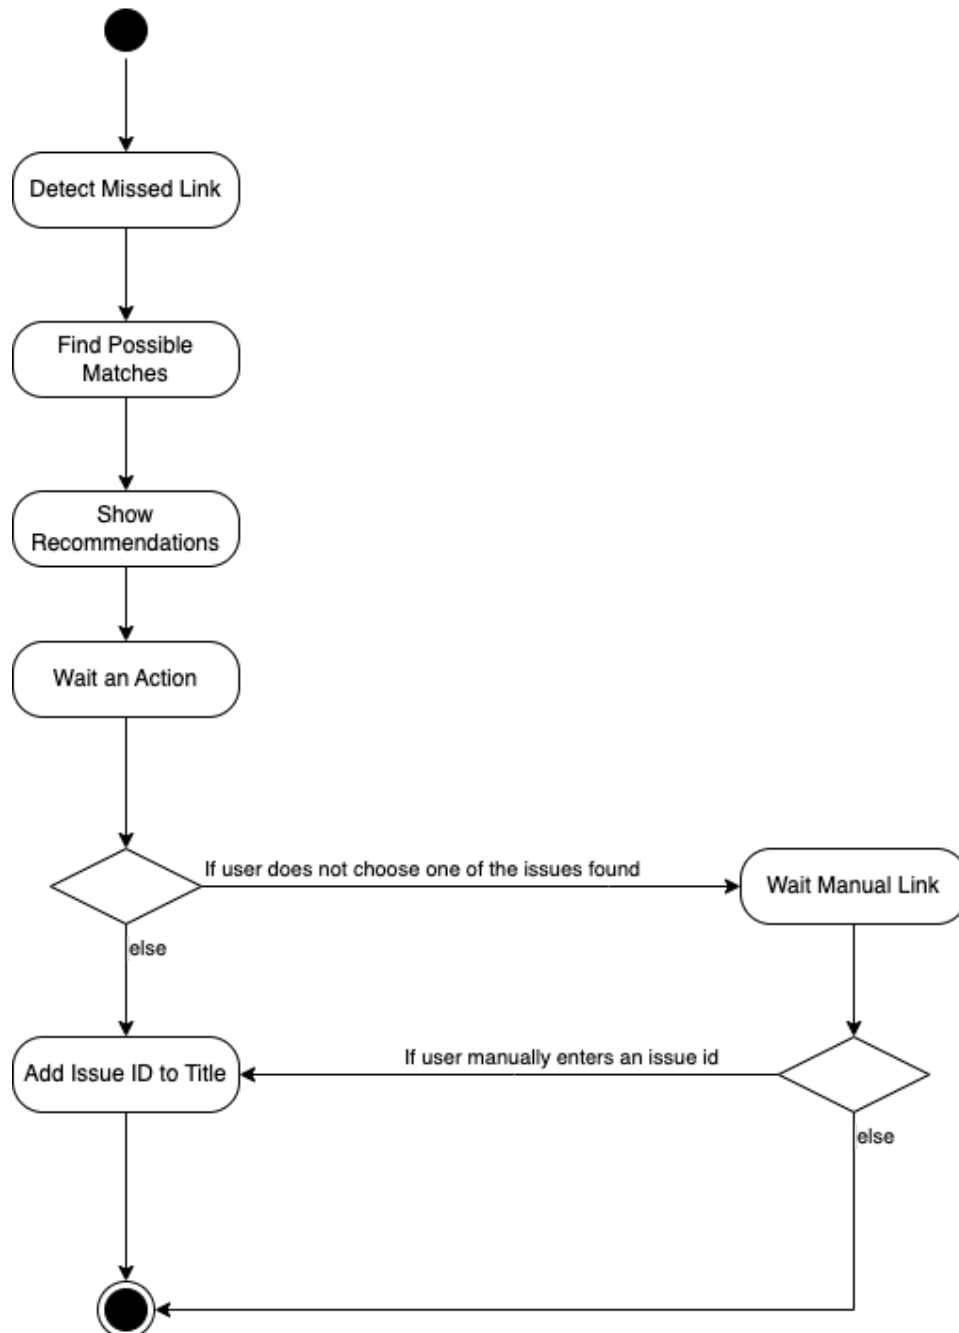 Detect Missed Link
Find Possible
Matches
Show
Recommendations
Wait an Action
If user does not choose one of the issues found
Wait Manual Link
else
Add Issue ID to Title
If user manually enters an issue id
else